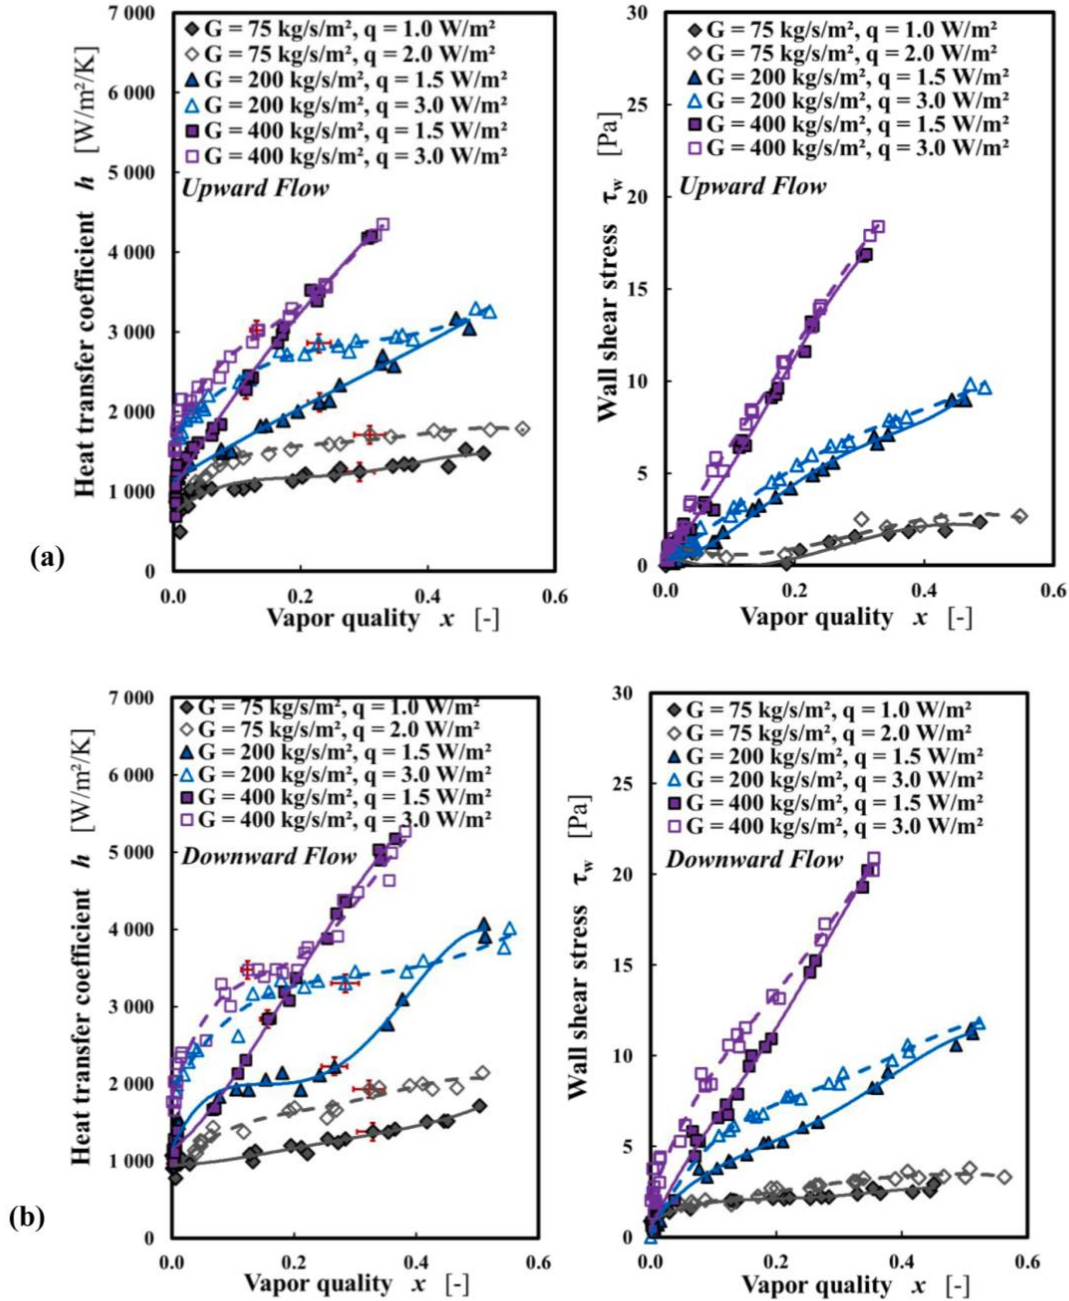 (a)
Heat transfer coefficient h [W/m²/K]
7 000
6 000
5 000
4 000
3 000
2 000
1 000
0
G = 75 kg/s/m², q = 1.0 W/m²
G = 75 kg/s/m², q = 2.0 W/m²
G = 200 kg/s/m², q = 1.5 W/m²
G = 200 kg/s/m², q = 3.0 W/m²
G = 400 kg/s/m², q = 1.5 W/m²
G = 400 kg/s/m², q = 3.0 W/m²
Upward Flow
0.0 0.2 0.4 0.6
Vapor quality x [-]
Wall shear stress τw [Pa]
30
25
20
15
10
5
0
G = 75 kg/s/m², q = 1.0 W/m²
G = 75 kg/s/m², q = 2.0 W/m²
G = 200 kg/s/m², q = 1.5 W/m²
G = 200 kg/s/m², q = 3.0 W/m²
G = 400 kg/s/m², q = 1.5 W/m²
G = 400 kg/s/m², q = 3.0 W/m²
Upward Flow
0.0 0.2 0.4 0.6
Vapor quality x [-]
(b)
Heat transfer coefficient h [W/m²/K]
7 000
6 000
5 000
4 000
3 000
2 000
1 000
0
G = 75 kg/s/m², q = 1.0 W/m²
G = 75 kg/s/m², q = 2.0 W/m²
G = 200 kg/s/m², q = 1.5 W/m²
G = 200 kg/s/m², q = 3.0 W/m²
G = 400 kg/s/m², q = 1.5 W/m²
G = 400 kg/s/m², q = 3.0 W/m²
Downward Flow
0.0 0.2 0.4 0.6
Vapor quality x [-]
Wall shear stress τw [Pa]
30
25
20
15
10
5
0
G = 75 kg/s/m², q = 1.0 W/m²
G = 75 kg/s/m², q = 2.0 W/m²
G = 200 kg/s/m², q = 1.5 W/m²
G = 200 kg/s/m², q = 3.0 W/m²
G = 400 kg/s/m², q = 1.5 W/m²
G = 400 kg/s/m², q = 3.0 W/m²
Downward Flow
0.0 0.2 0.4 0.6
Vapor quality x [-]